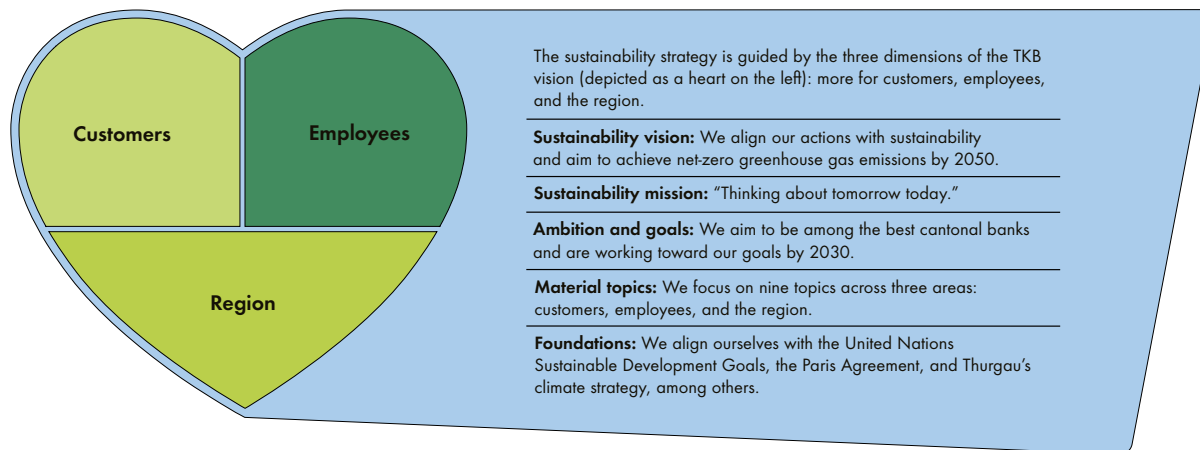 Customers
Employees
Region
The sustainability strategy is guided by the three dimensions of the TKB
vision (depicted as a heart on the left): more for customers, employees,
and the region.
Sustainability vision: We align our actions with sustainability
and aim to achieve net-zero greenhouse gas emissions by 2050.
Sustainability mission: “Thinking about tomorrow today.”
Ambition and goals: We aim to be among the best cantonal banks
and are working toward our goals by 2030.
Material topics: We focus on nine topics across three areas:
customers, employees, and the region.
Foundations: We align ourselves with the United Nations
Sustainable Development Goals, the Paris Agreement, and Thurgau’s
climate strategy, among others.